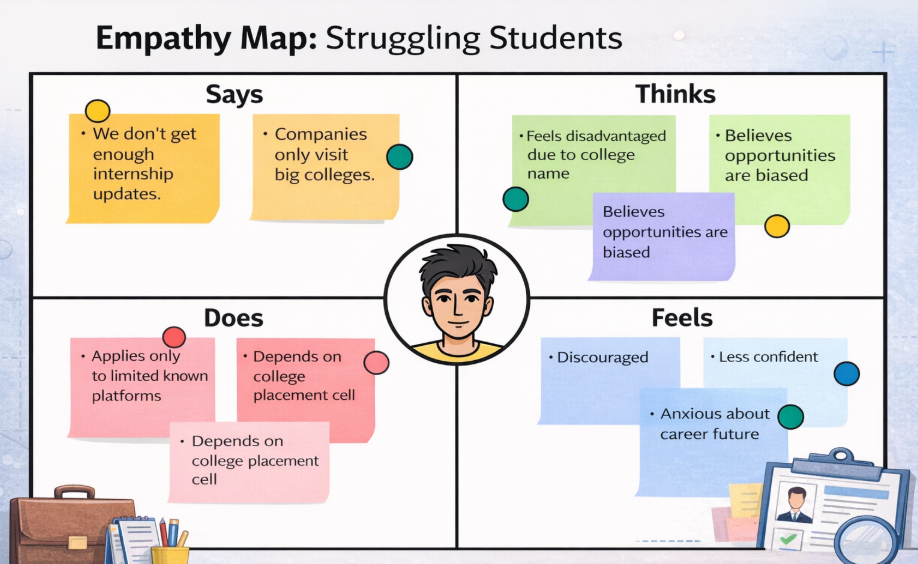 Empathy Map: Struggling Students
Says
• We don't get
enough
internship
updates.
• Companies
only visit
big colleges.
Thinks
• Feels disadvantaged
due to college
name
• Believes
opportunities
are biased
Believes
opportunities are
biased
Does
• Applies only
to limited known
platforms
• Depends on
college
placement cell
• Depends on
college placement
cell
Feels
• Discouraged
• Less confident
• Anxious about
career future